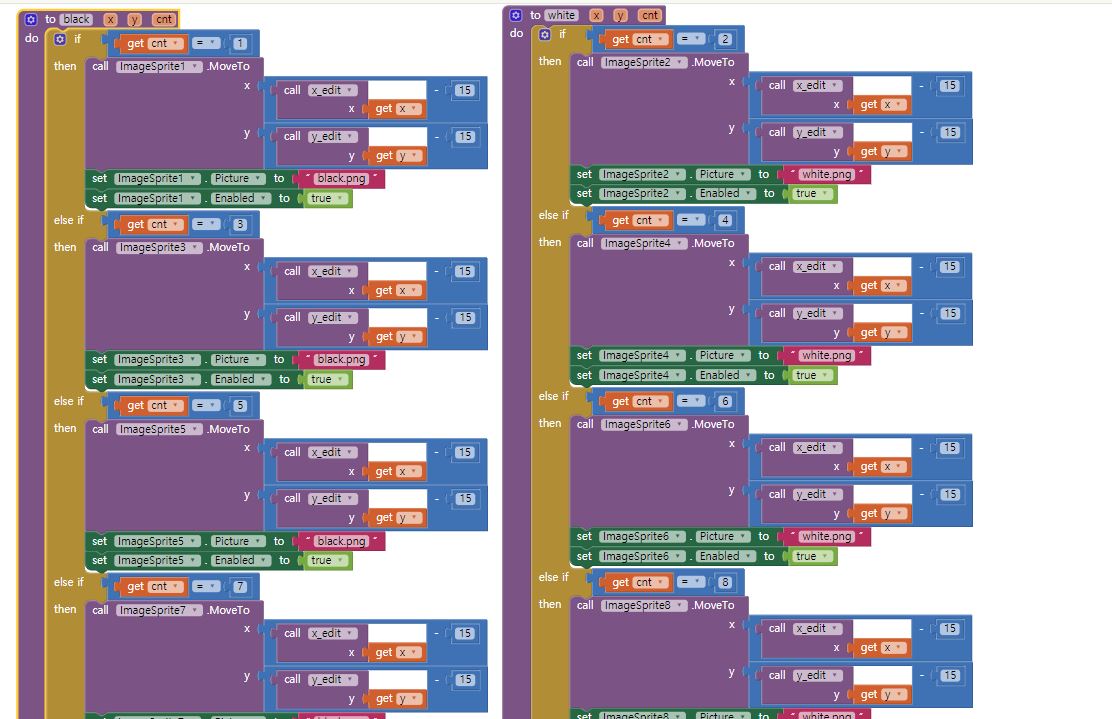 to black x y cnt
do if get cnt = 1
then call ImageSprite1 .MoveTo
x call x_edit - 15
x get x
y call y_edit - 15
y get y
set ImageSprite1 . Picture to " black.png "
set ImageSprite1 . Enabled to true
else if get cnt = 3
then call ImageSprite3 .MoveTo
x call x_edit - 15
x get x
y call y_edit - 15
y get y
set ImageSprite3 . Picture to " black.png "
set ImageSprite3 . Enabled to true
else if get cnt = 5
then call ImageSprite5 .MoveTo
x call x_edit - 15
x get x
y call y_edit - 15
y get y
set ImageSprite5 . Picture to " black.png "
set ImageSprite5 . Enabled to true
else if get cnt = 7
then call ImageSprite7 .MoveTo
x call x_edit - 15
x get x
y call y_edit - 15
y get y
to white x y cnt
do if get cnt = 2
then call ImageSprite2 .MoveTo
x call x_edit - 15
x get x
y call y_edit - 15
y get y
set ImageSprite2 . Picture to " white.png "
set ImageSprite2 . Enabled to true
else if get cnt = 4
then call ImageSprite4 .MoveTo
x call x_edit - 15
x get x
y call y_edit - 15
y get y
set ImageSprite4 . Picture to " white.png "
set ImageSprite4 . Enabled to true
else if get cnt = 6
then call ImageSprite6 .MoveTo
x call x_edit - 15
x get x
y call y_edit - 15
y get y
set ImageSprite6 . Picture to " white.png "
set ImageSprite6 . Enabled to true
else if get cnt = 8
then call ImageSprite8 .MoveTo
x call x_edit - 15
x get x
y call y_edit - 15
y get y
set ImageSprite8 . Picture to " white.png "